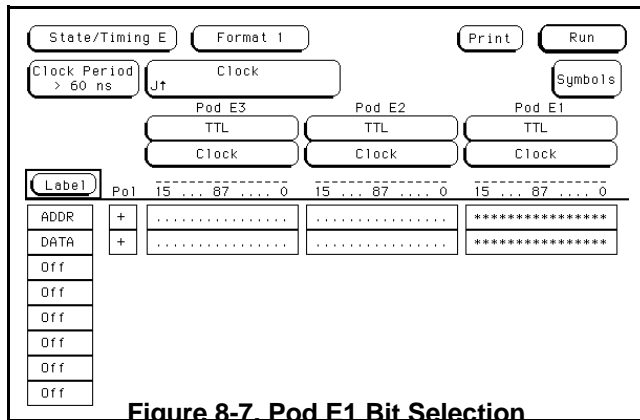 State/Timing E Format 1 Print Run
Clock Period > 60 ns Clock J↑ Symbols
Pod E3 Pod E2 Pod E1
TTL TTL TTL
Clock Clock Clock
Label Pol 15 ... 87 .... 0 15 ... 87 .... 0 15 ... 87 .... 0
ADDR + ................ ................ ****************
DATA + ................ ................ ****************
Off
Off
Off
Off
Off
Off
Figure 8-7. Pod E1 Bit Selection